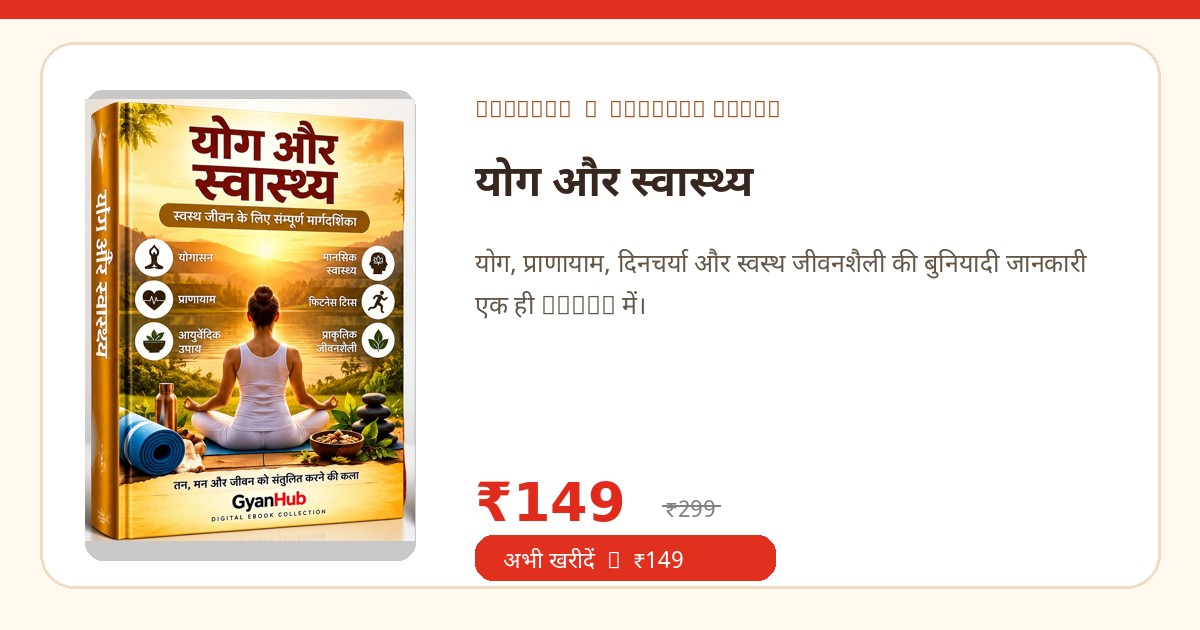 योग और
स्वास्थ्य
स्वस्थ जीवन के लिए संपूर्ण मार्गदर्शिका
योगासन
प्राणायाम
आयुर्वेदिक
उपाय
मानसिक
स्वास्थ्य
फिटनेस टिप्स
प्राकृतिक
जीवनशैली
तन, मन और जीवन को संतुलित करने की कला
GyanHub
DIGITAL EBOOK COLLECTION
योग और स्वास्थ्य
योग और स्वास्थ्य
योग, प्राणायाम, दिनचर्या और स्वस्थ जीवनशैली की बुनियादी जानकारी
एक ही में।
₹149 ₹299
अभी खरीदें ₹149